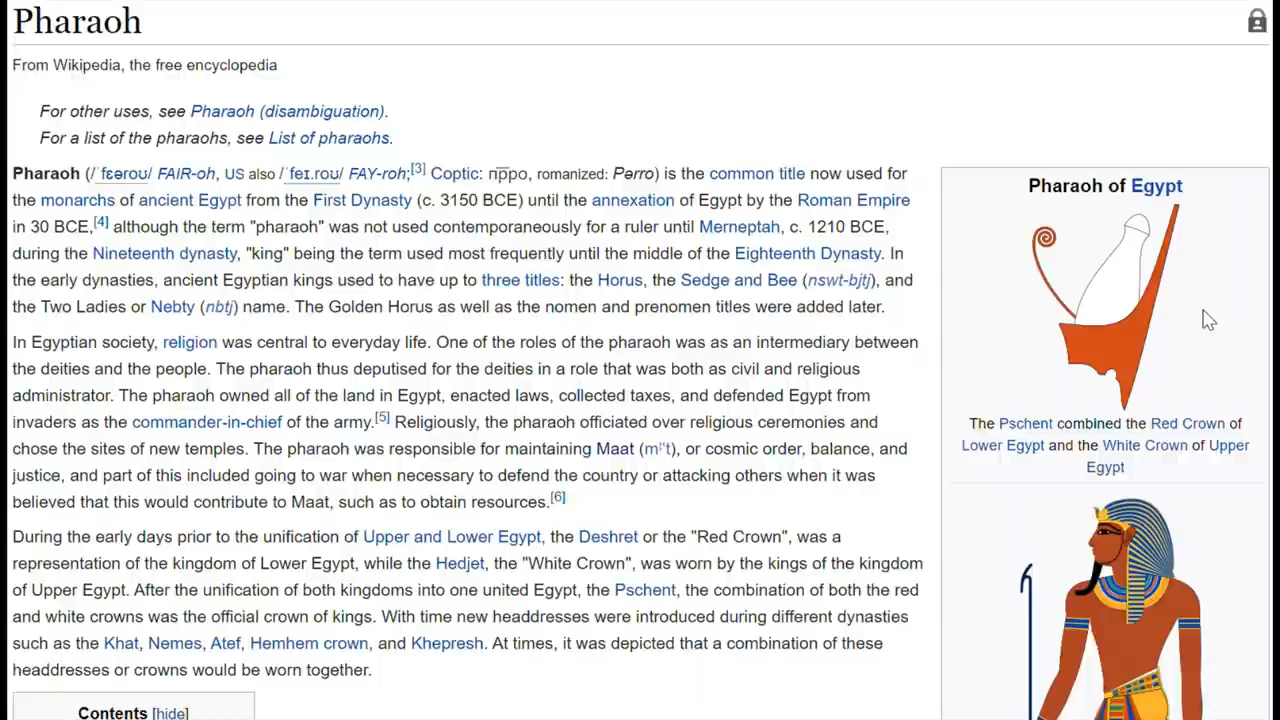 Pharaoh
From Wikipedia, the free encyclopedia
For other uses, see Pharaoh (disambiguation).
For a list of the pharaohs, see List of pharaohs.
Pharaoh (/ˈfɛəroʊ/ FAIR-oh, US also /ˈfeɪ.roʊ/ FAY-roh;[3] Coptic: ⲡⲣ̅ⲣⲟ, romanized: Pǝrro) is the common title now used for
the monarchs of ancient Egypt from the First Dynasty (c. 3150 BCE) until the annexation of Egypt by the Roman Empire
in 30 BCE,[4] although the term "pharaoh" was not used contemporaneously for a ruler until Merneptah, c. 1210 BCE,
during the Nineteenth dynasty, "king" being the term used most frequently until the middle of the Eighteenth Dynasty. In
the early dynasties, ancient Egyptian kings used to have up to three titles: the Horus, the Sedge and Bee (nswt-bjtj), and
the Two Ladies or Nebty (nbtj) name. The Golden Horus as well as the nomen and prenomen titles were added later.
In Egyptian society, religion was central to everyday life. One of the roles of the pharaoh was as an intermediary between
the deities and the people. The pharaoh thus deputised for the deities in a role that was both as civil and religious
administrator. The pharaoh owned all of the land in Egypt, enacted laws, collected taxes, and defended Egypt from
invaders as the commander-in-chief of the army.[5] Religiously, the pharaoh officiated over religious ceremonies and
chose the sites of new temples. The pharaoh was responsible for maintaining Maat (mꜣꜥt), or cosmic order, balance, and
justice, and part of this included going to war when necessary to defend the country or attacking others when it was
believed that this would contribute to Maat, such as to obtain resources.[6]
During the early days prior to the unification of Upper and Lower Egypt, the Deshret or the "Red Crown", was a
representation of the kingdom of Lower Egypt, while the Hedjet, the "White Crown", was worn by the kings of the kingdom
of Upper Egypt. After the unification of both kingdoms into one united Egypt, the Pschent, the combination of both the red
and white crowns was the official crown of kings. With the new headdresses were introduced during different dynasties
such as the Khat, Nemes, Atef, Hemhem crown, and Khepresh. At times, it was depicted that a combination of these
headdresses or crowns would be worn together.
Contents [hide]
Pharaoh of Egypt
The Pschent combined the Red Crown of
Lower Egypt and the White Crown of Upper
Egypt